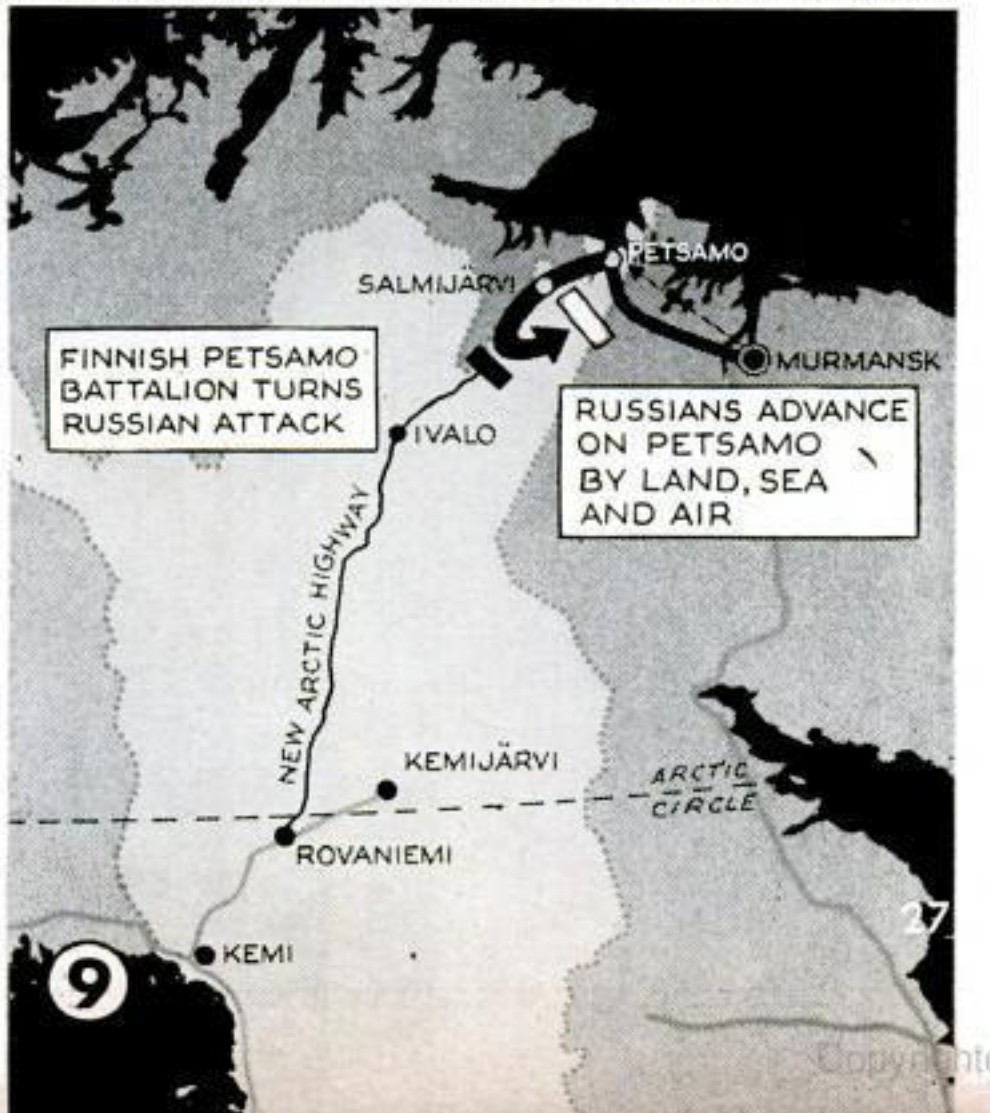 PETSAMO
SALMIJÄRVI
MURMANSK
FINNISH PETSAMO
BATTALION TURNS
RUSSIAN ATTACK
RUSSIANS ADVANCE
ON PETSAMO
BY LAND, SEA
AND AIR
IVALO
NEW ARCTIC HIGHWAY
KEMIJÄRVI
ARCTIC
CIRCLE
ROVANIEMI
27
KEMI
9